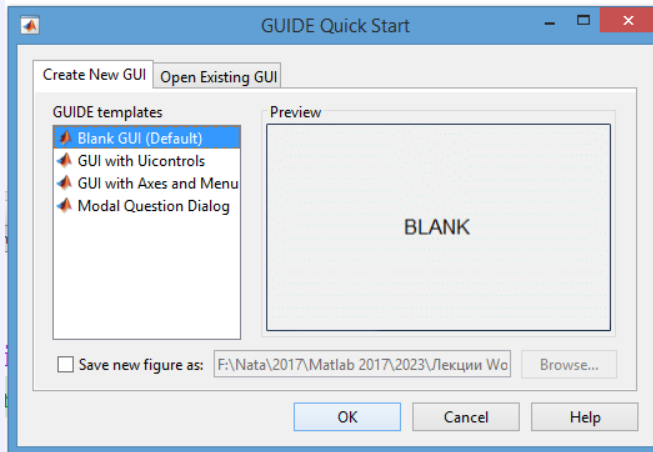 GUIDE Quick Start
Create New GUI
Open Existing GUI
GUIDE templates
Preview
Blank GUI (Default)
GUI with Uicontrols
GUI with Axes and Menu
Modal Question Dialog
BLANK
Save new figure as:
F:\Nata\2017\Matlab 2017\2023\Лекции Wo
Browse...
OK
Cancel
Help